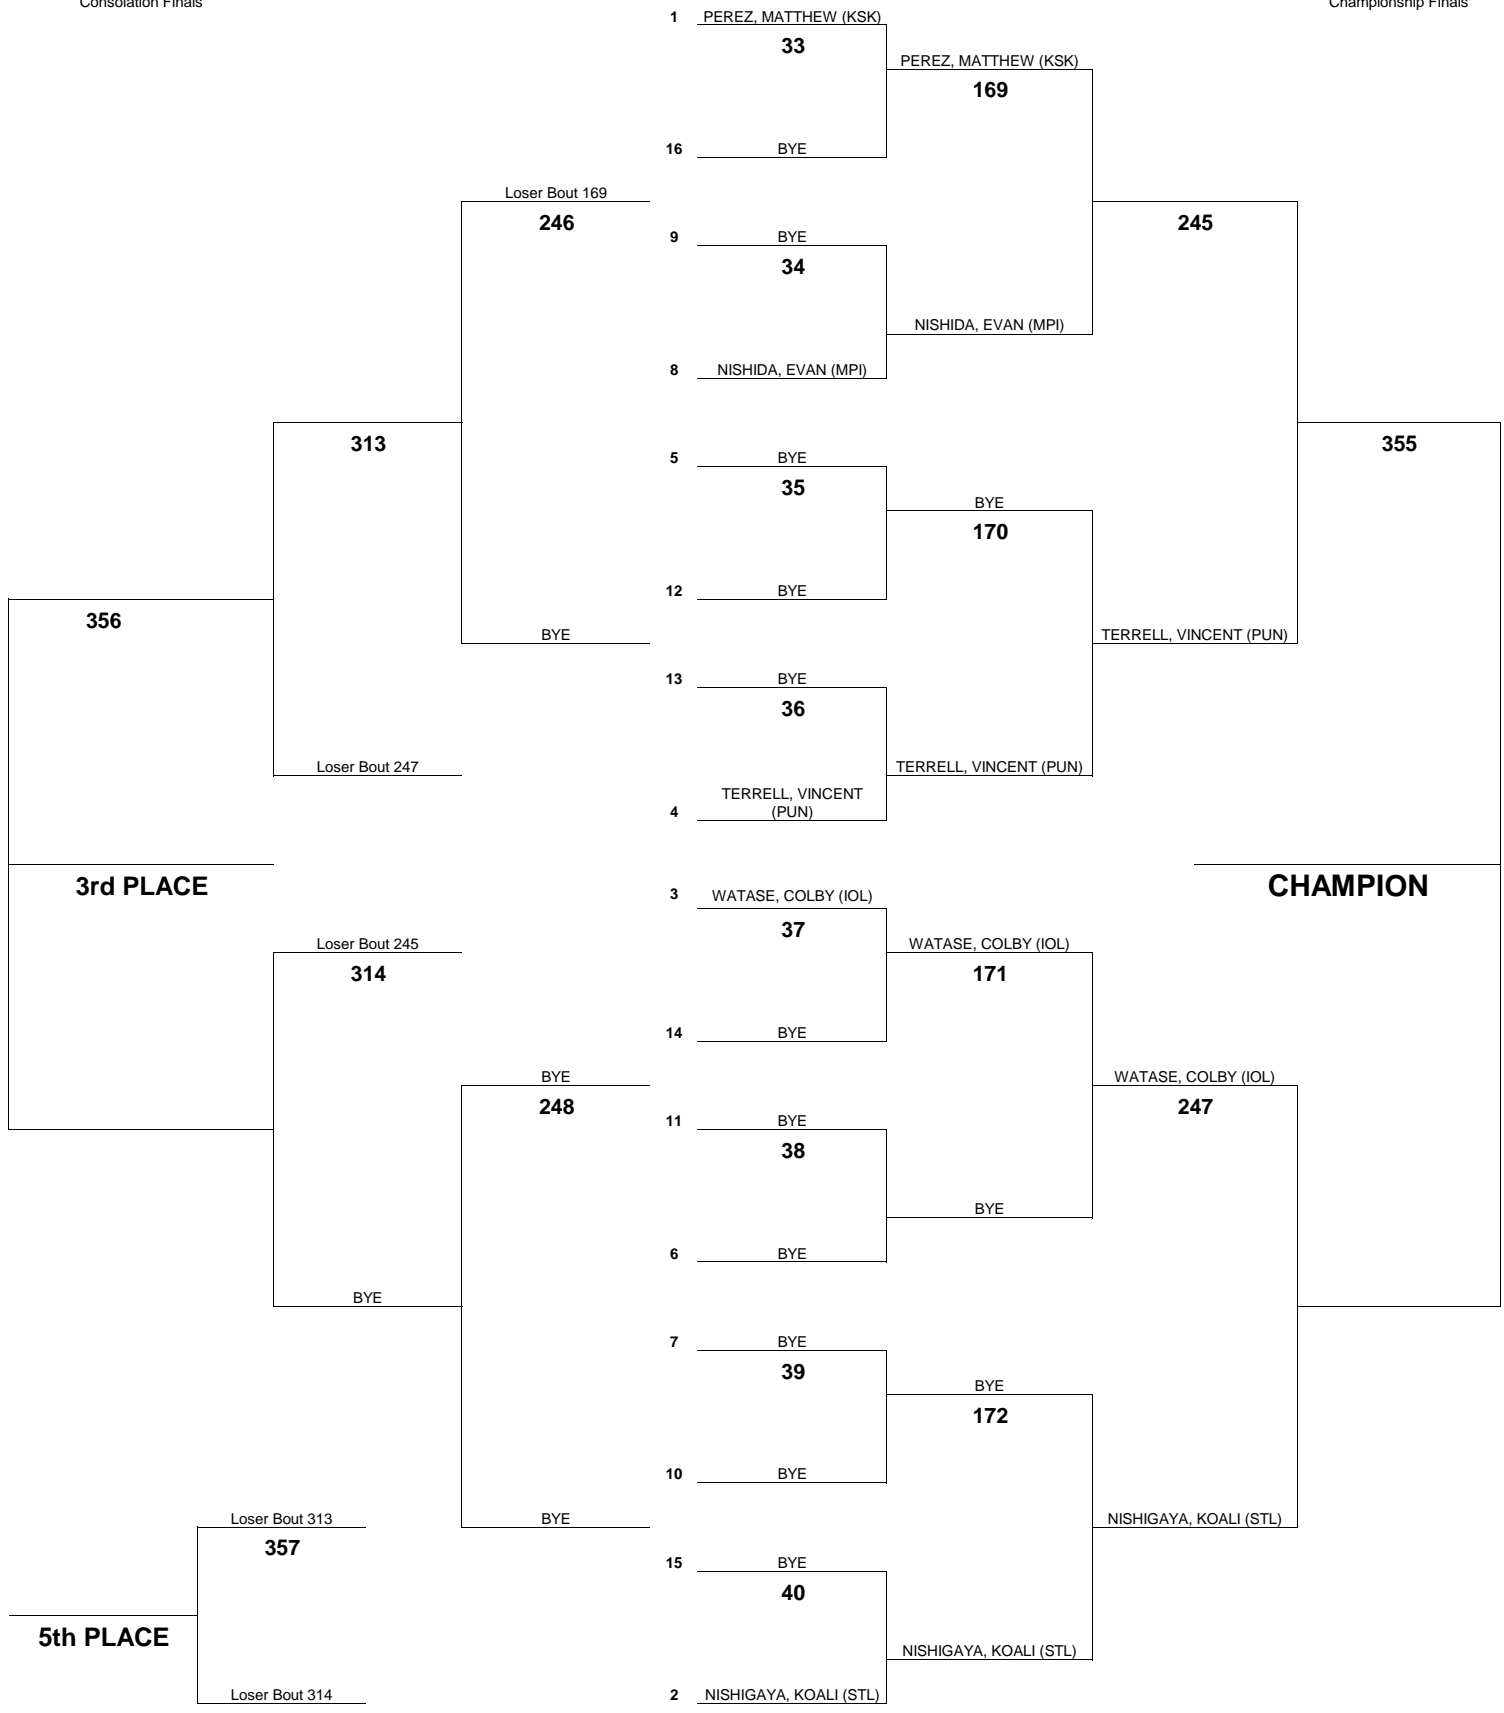 Consolation Finals
Championship Finals
1 PEREZ, MATTHEW (KSK)
33
PEREZ, MATTHEW (KSK)
169
16 BYE
Loser Bout 169
246
245
9 BYE
34
NISHIDA, EVAN (MPI)
8 NISHIDA, EVAN (MPI)
313
355
5 BYE
35
BYE
170
12 BYE
356
BYE
TERRELL, VINCENT (PUN)
13 BYE
36
Loser Bout 247
TERRELL, VINCENT (PUN)
TERRELL, VINCENT
4 (PUN)
3rd PLACE
CHAMPION
3 WATASE, COLBY (IOL)
37
Loser Bout 245
WATASE, COLBY (IOL)
314
171
14 BYE
BYE
WATASE, COLBY (IOL)
248
247
11 BYE
38
BYE
6 BYE
BYE
7 BYE
39
BYE
172
10 BYE
Loser Bout 313
BYE
NISHIGAYA, KOALI (STL)
357
15 BYE
40
5th PLACE
NISHIGAYA, KOALI (STL)
Loser Bout 314
2 NISHIGAYA, KOALI (STL)